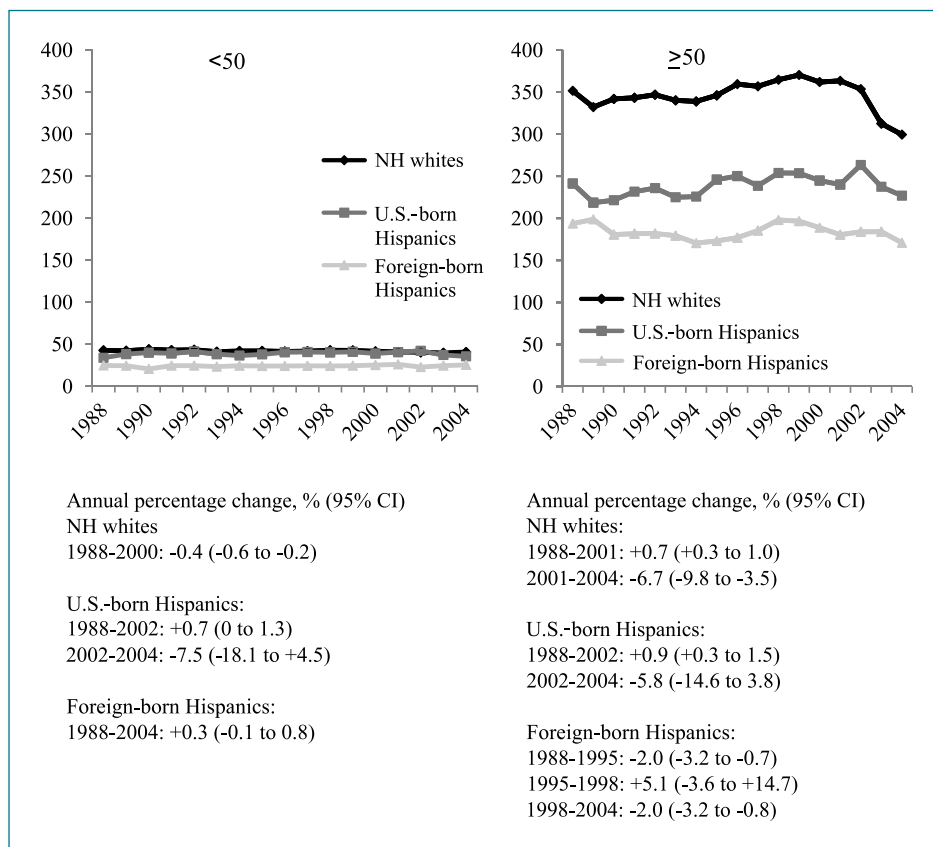 <50
400
350
300
250
200
150
100
50
0
NH whites
U.S.-born
Hispanics
Foreign-born
Hispanics
1988
1990
1992
1994
1996
1998
2000
2002
2004
Annual percentage change, % (95% CI)
NH whites
1988-2000: -0.4 (-0.6 to -0.2)
U.S.-born Hispanics:
1988-2002: +0.7 (0 to 1.3)
2002-2004: -7.5 (-18.1 to +4.5)
Foreign-born Hispanics:
1988-2004: +0.3 (-0.1 to 0.8)
≥50
400
350
300
250
200
150
100
50
0
NH whites
U.S.-born Hispanics
Foreign-born Hispanics
1988
1990
1992
1994
1996
1998
2000
2002
2004
Annual percentage change, % (95% CI)
NH whites:
1988-2001: +0.7 (+0.3 to 1.0)
2001-2004: -6.7 (-9.8 to -3.5)
U.S.-born Hispanics:
1988-2002: +0.9 (+0.3 to 1.5)
2002-2004: -5.8 (-14.6 to 3.8)
Foreign-born Hispanics:
1988-1995: -2.0 (-3.2 to -0.7)
1995-1998: +5.1 (-3.6 to +14.7)
1998-2004: -2.0 (-3.2 to -0.8)